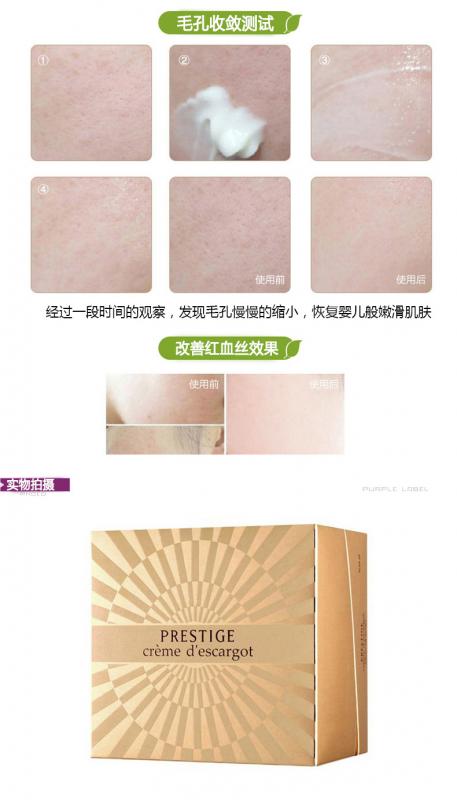 毛孔收敛测试
①
②
③
④
使用前
使用后
经过一段时间的观察，发现毛孔慢慢的缩小，恢复婴儿般嫩滑肌肤
改善红血丝效果
使用前
使用后
实物拍摄
PURPLE LABEL
PRESTIGE
crème d'escargot